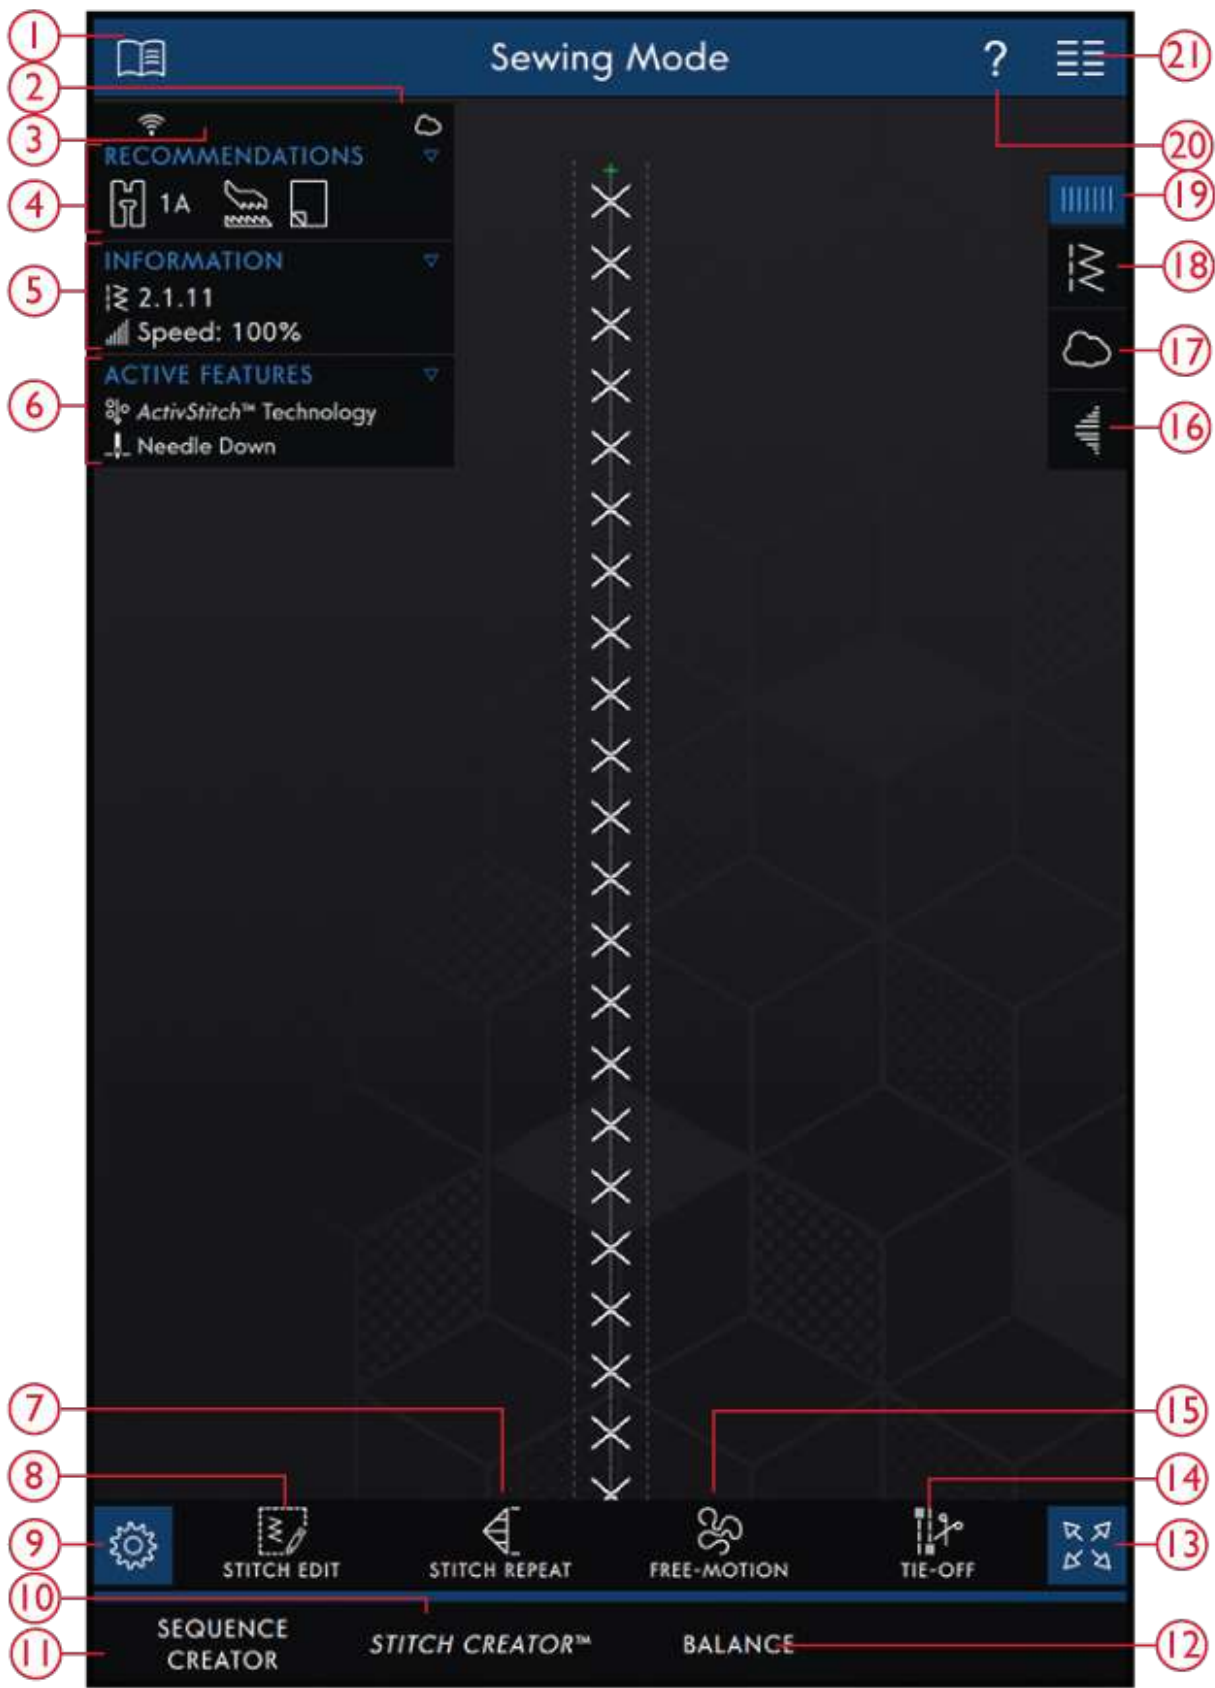 1
Sewing Mode
?
21
2
3
20
RECOMMENDATIONS
4
1A
19
INFORMATION
5
2.1.11
18
Speed: 100%
17
ACTIVE FEATURES
6
ActivStitch™ Technology
16
Needle Down
7
15
8
14
9
13
STITCH EDIT
STITCH REPEAT
FREE-MOTION
TIE-OFF
10
SEQUENCE
CREATOR
STITCH CREATOR™
BALANCE
11
12